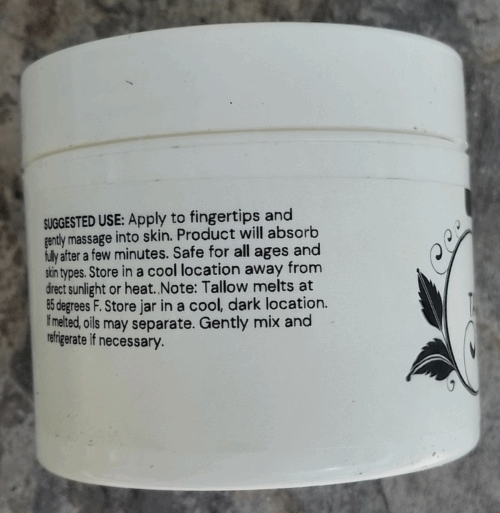 SUGGESTED USE: Apply to fingertips and
gently massage into skin. Product will absorb
fully after a few minutes. Safe for all ages and
skin types. Store in a cool location away from
direct sunlight or heat..Note: Tallow melts at
85 degrees F. Store jar in a cool, dark location.
If melted, oils may separate. Gently mix and
refrigerate if necessary.